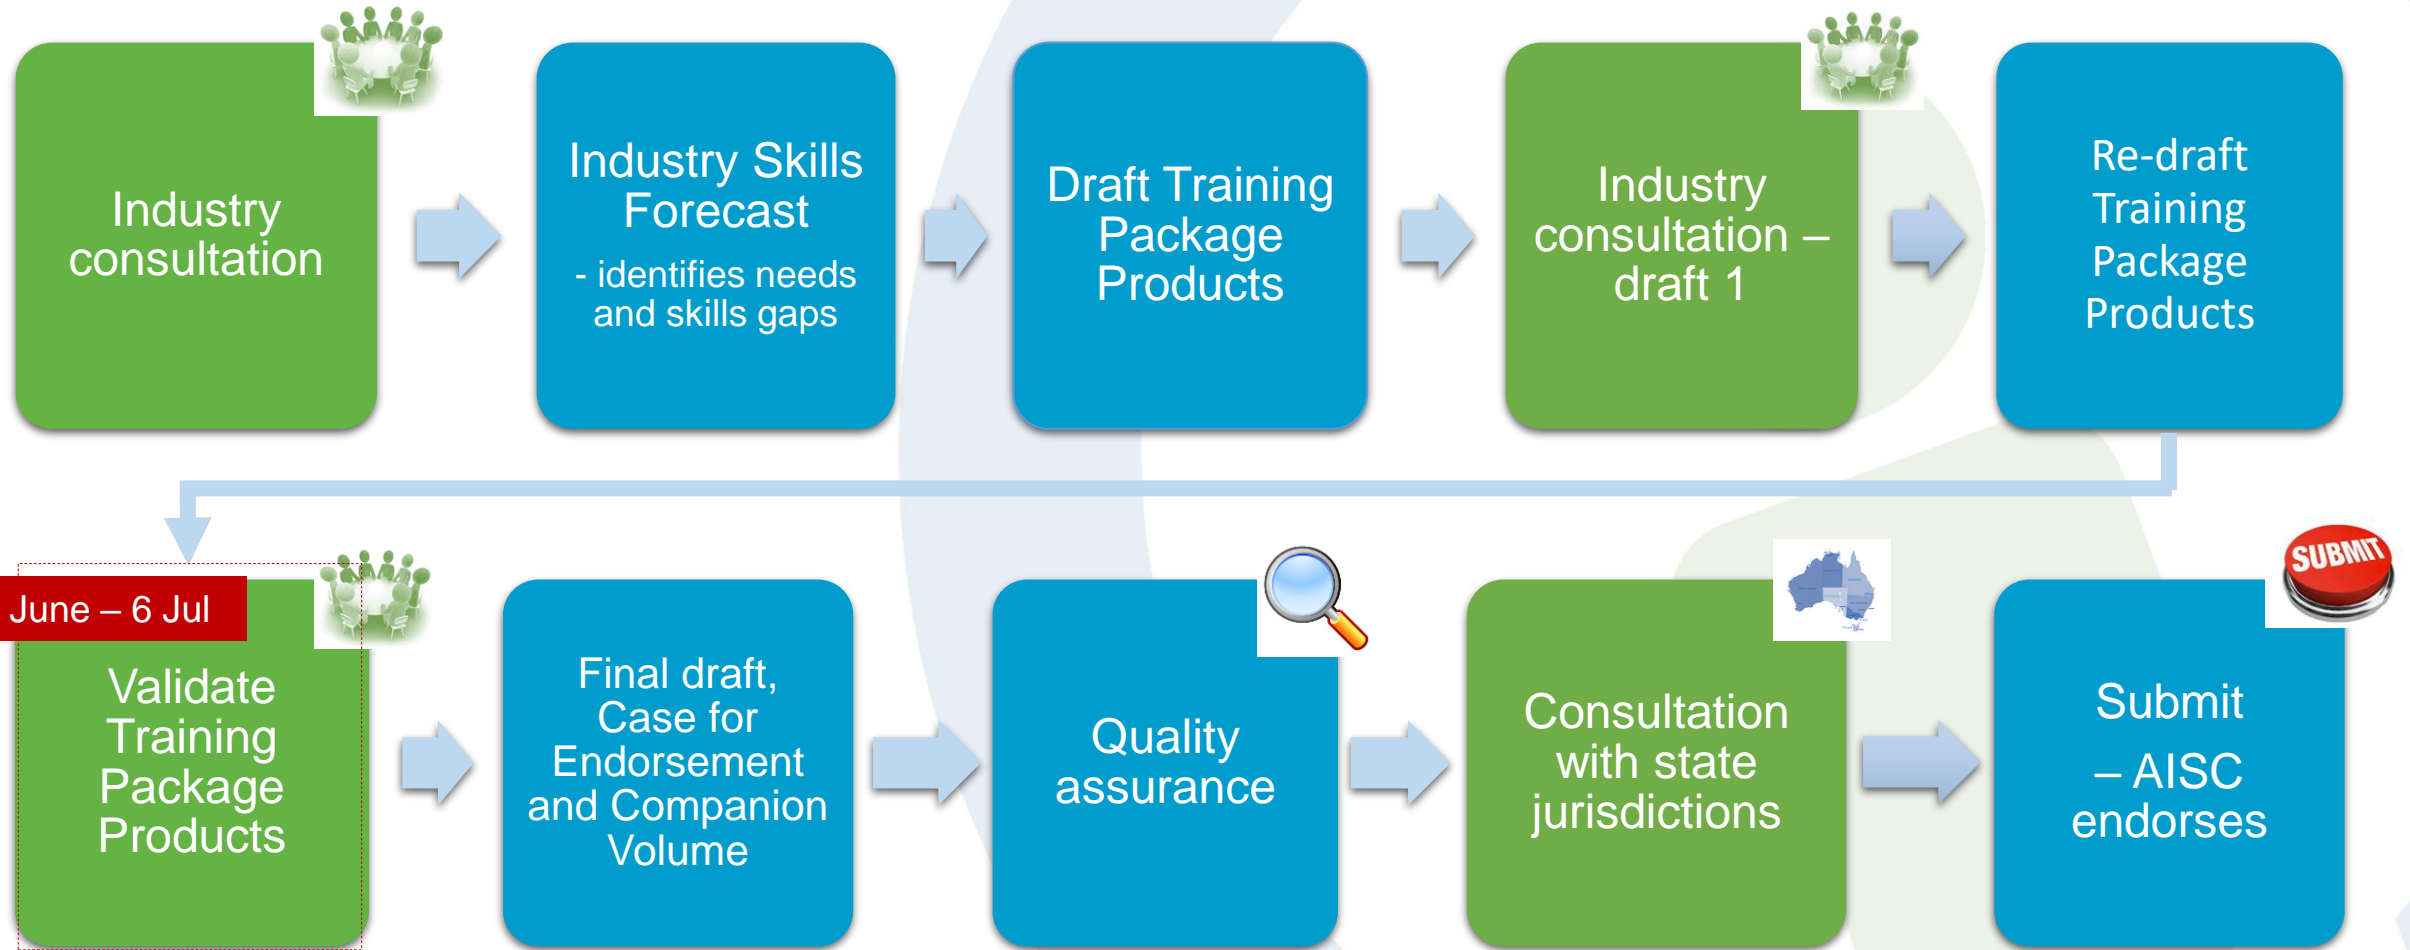 Industry
consultation
Industry Skills
Forecast
- identifies needs
and skills gaps
Draft Training
Package
Products
Industry
consultation –
draft 1
Re-draft
Training
Package
Products
June – 6 Jul
Validate
Training
Package
Products
Final draft,
Case for
Endorsement
and Companion
Volume
Quality
assurance
Consultation
with state
jurisdictions
SUBMIT
Submit
– AISC
endorses